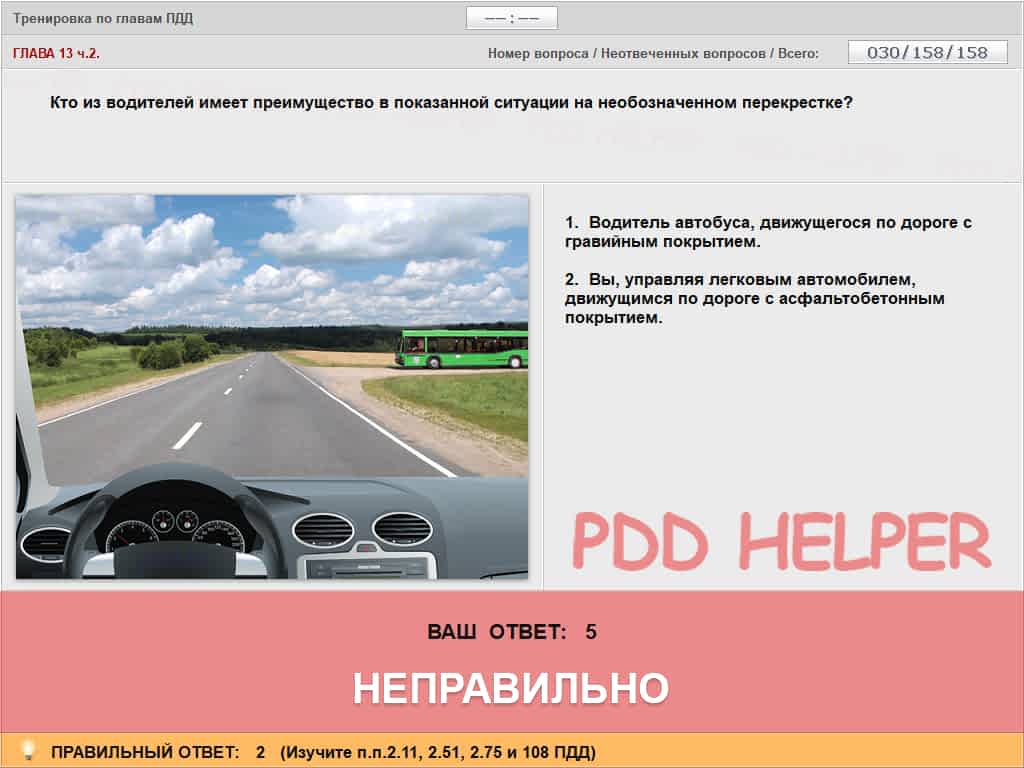 Тренировка по главам ПДД
−− : −−
ГЛАВА 13 ч.2.
Номер вопроса / Неотвеченных вопросов / Всего: 030/158/158
Кто из водителей имеет преимущество в показанной ситуации на необозначенном перекрестке?
1. Водитель автобуса, движущегося по дороге с
гравийным покрытием.
2. Вы, управляя легковым автомобилем,
движущимся по дороге с асфальтобетонным
покрытием.
PDD HELPER
ВАШ ОТВЕТ: 5
НЕПРАВИЛЬНО
ПРАВИЛЬНЫЙ ОТВЕТ: 2 (Изучите п.п.2.11, 2.51, 2.75 и 108 ПДД)